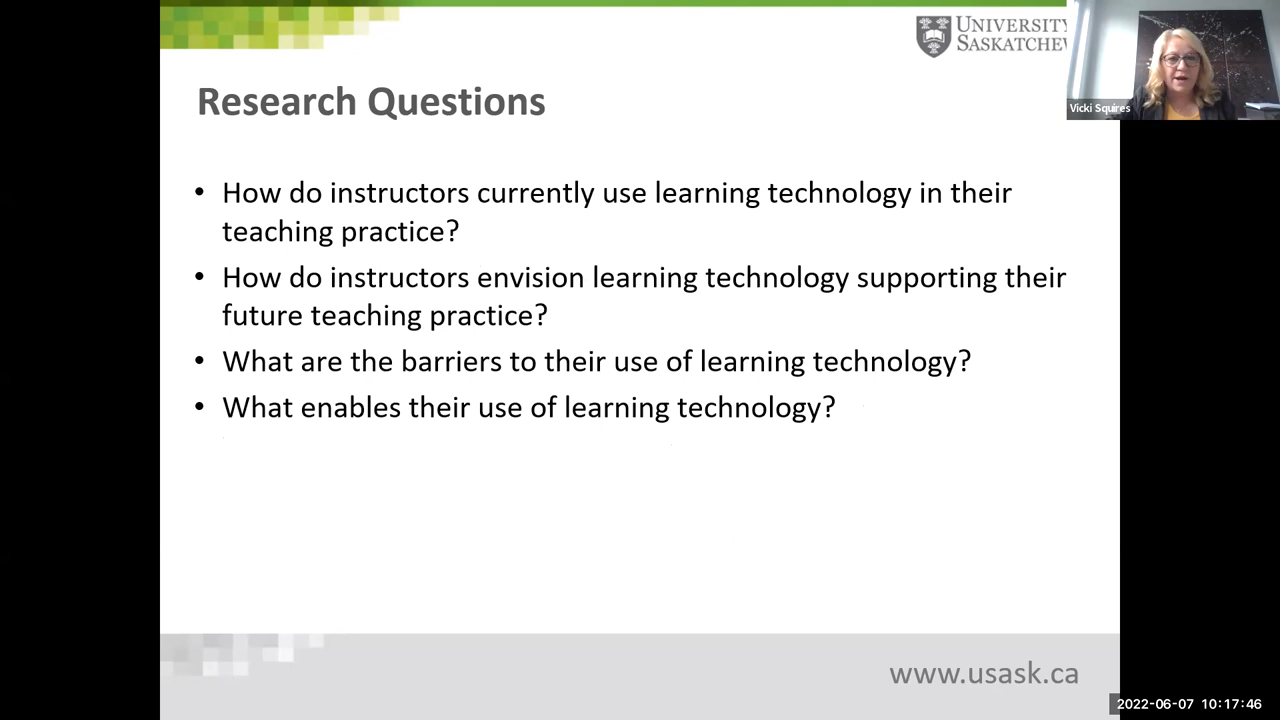 UNIVERSITY
Research Questions
Vicki Squires
• How do instructors currently use learning technology in their
teaching practice?
• How do instructors envision learning technology supporting their
future teaching practice?
• What are the barriers to their use of learning technology?
• What enables their use of learning technology?
www.usask.ca
2022-06-07 10:17:46